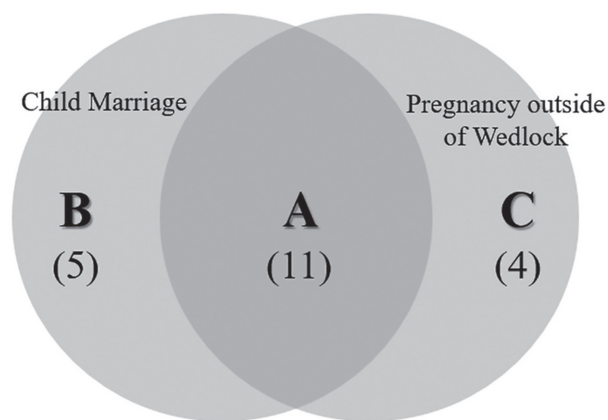 Child Marriage
Pregnancy outside
of Wedlock
B
(5)
A
(11)
C
(4)